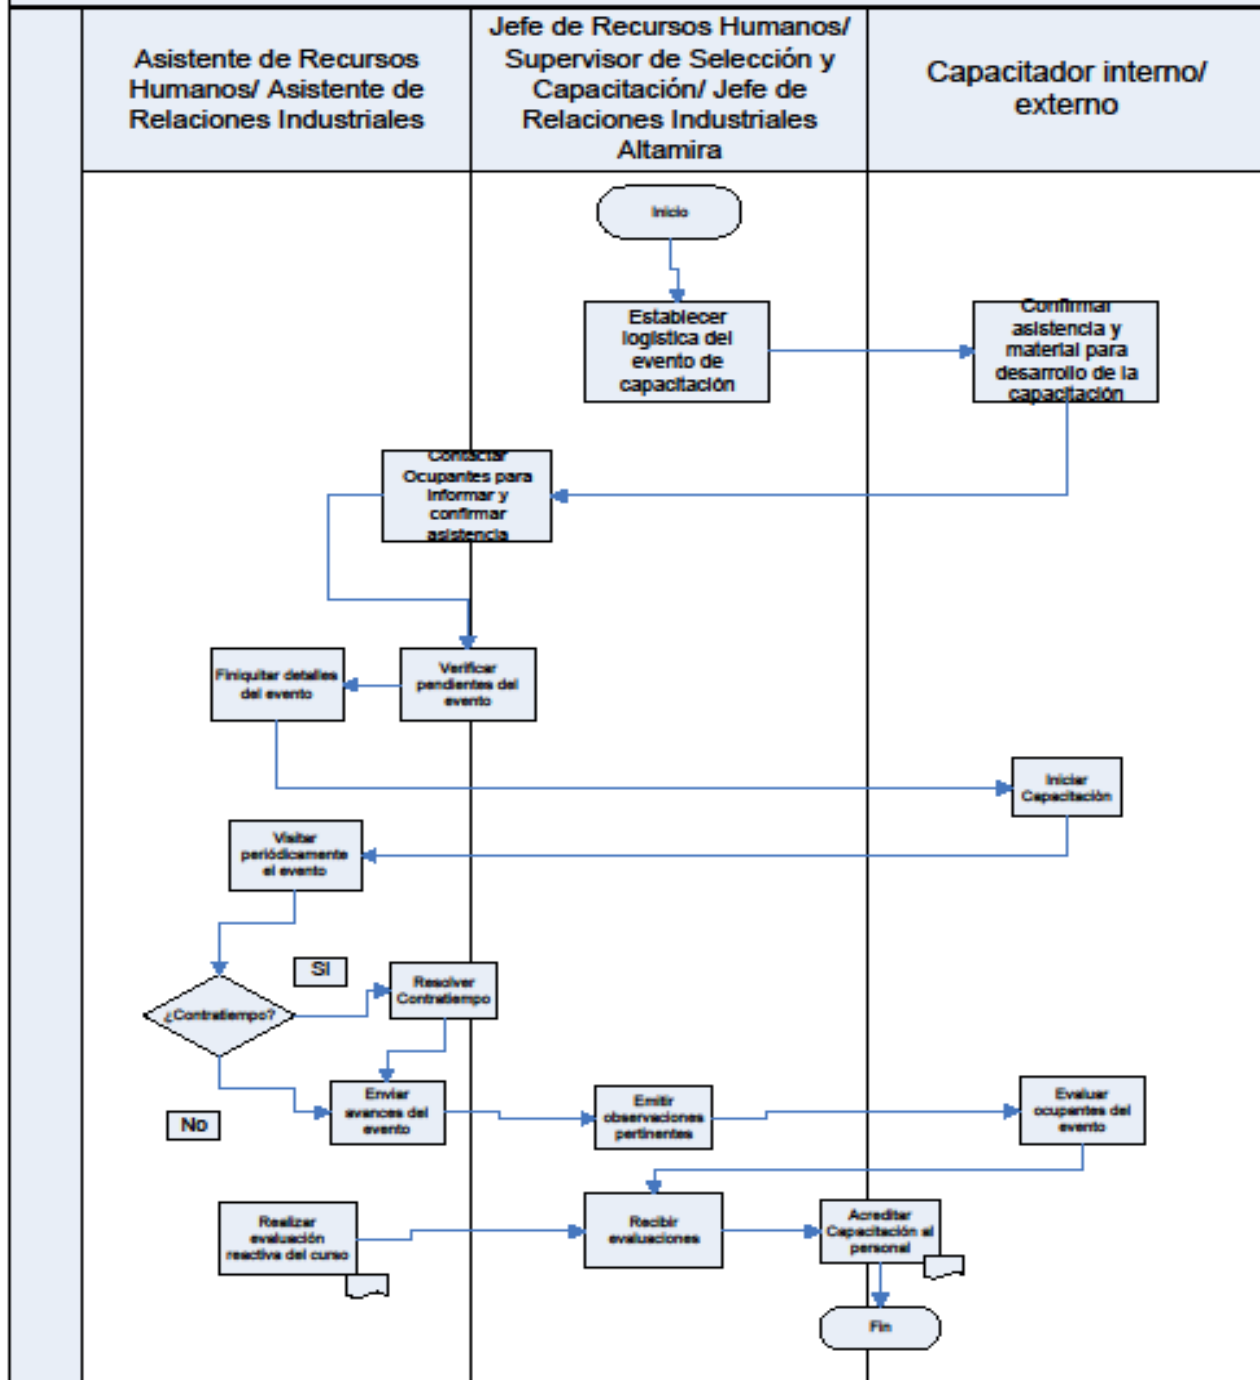 Asistente de Recursos
Humanos/ Asistente de
Relaciones Industriales
Jefe de Recursos Humanos/
Supervisor de Selección y
Capacitación/ Jefe de
Relaciones Industriales
Altamira
Capacitador interno/
externo
Inicio
Establecer
logística del
evento de
capacitación
Confirmar
asistencia y
material para
desarrollo de la
capacitación
Contactar
Ocupantes para
informar y
confirmar
asistencia
Finiquitar detalles
del evento
Verificar
pendientes del
evento
Iniciar
Capacitación
Visitar
periódicamente
el evento
SI
¿Contratiempo?
Resolver
Contratiempo
No
Enviar
avances del
evento
Emitir
observaciones
pertinentes
Evaluar
ocupantes del
evento
Realizar
evaluación
reactiva del curso
Recibir
evaluaciones
Acreditar
Capacitación al
personal
Fin